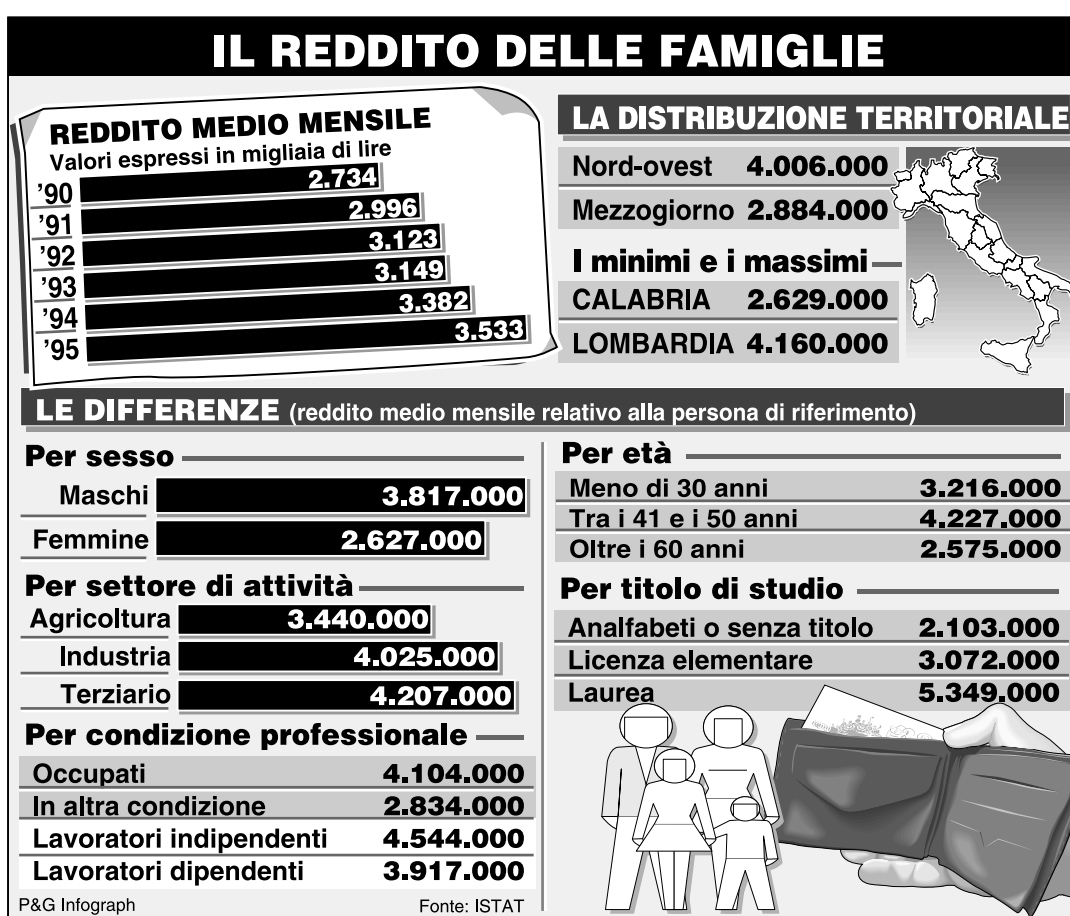 IL REDDITO DELLE FAMIGLIE
REDDITO MEDIO MENSILE
Valori espressi in migliaia di lire
'90 2.734
'91 2.996
'92 3.123
'93 3.149
'94 3.382
'95 3.533
LA DISTRIBUZIONE TERRITORIALE
Nord-ovest 4.006.000
Mezzogiorno 2.884.000
I minimi e i massimi
CALABRIA 2.629.000
LOMBARDIA 4.160.000
LE DIFFERENZE (reddito medio mensile relativo alla persona di riferimento)
Per sesso
Maschi 3.817.000
Femmine 2.627.000
Per settore di attività
Agricoltura 3.440.000
Industria 4.025.000
Terziario 4.207.000
Per condizione professionale
Occupati 4.104.000
In altra condizione 2.834.000
Lavoratori indipendenti 4.544.000
Lavoratori dipendenti 3.917.000
Per età
Meno di 30 anni 3.216.000
Tra i 41 e i 50 anni 4.227.000
Oltre i 60 anni 2.575.000
Per titolo di studio
Analfabeti o senza titolo 2.103.000
Licenza elementare 3.072.000
Laurea 5.349.000
P&G Infograph
Fonte: ISTAT